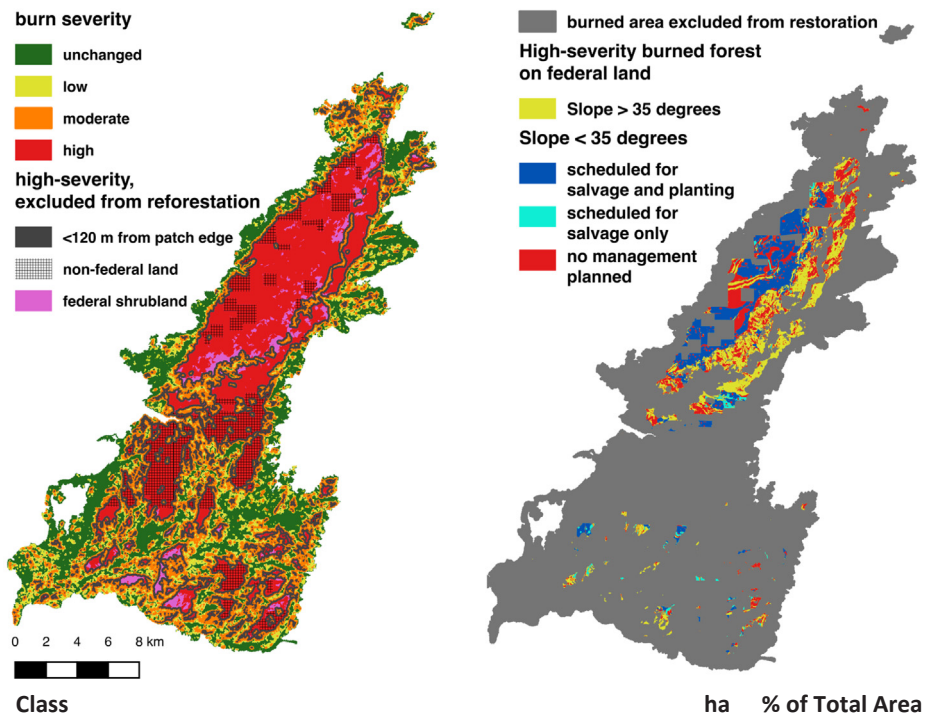 burn severity
unchanged
low
moderate
high
high-severity,
excluded from reforestation
<120 m from patch edge
non-federal land
federal shrubland
0 2 4 6 8 km
burned area excluded from restoration
High-severity burned forest
on federal land
Slope > 35 degrees
Slope < 35 degrees
scheduled for
salvage and planting
scheduled for
salvage only
no management
planned
Class ha % of Total Area